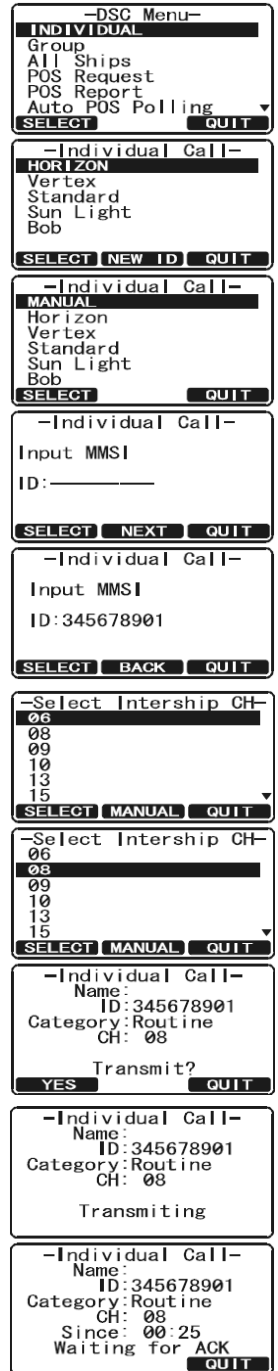 -DSC Menu-
INDIVIDUAL
Group
All Ships
POS Request
POS Report
Auto POS Polling
SELECT QUIT
-Individual Call-
HORIZON
Vertex
Standard
Sun Light
Bob
SELECT NEW ID QUIT
-Individual Call-
MANUAL
Horizon
Vertex
Standard
Sun Light
Bob
SELECT QUIT
-Individual Call-
Input MMSI
ID:---------
SELECT NEXT QUIT
-Individual Call-
Input MMSI
ID:345678901
SELECT BACK QUIT
-Select Intership CH-
06
08
09
10
13
15
SELECT MANUAL QUIT
-Select Intership CH-
06
08
09
10
13
15
SELECT MANUAL QUIT
-Individual Call-
Name:
ID:345678901
Category:Routine
CH: 08
Transmit?
YES QUIT
-Individual Call-
Name:
ID:345678901
Category:Routine
CH: 08
Transmiting
-Individual Call-
Name:
ID:345678901
Category:Routine
CH: 08
Since: 00:25
Waiting for ACK
QUIT